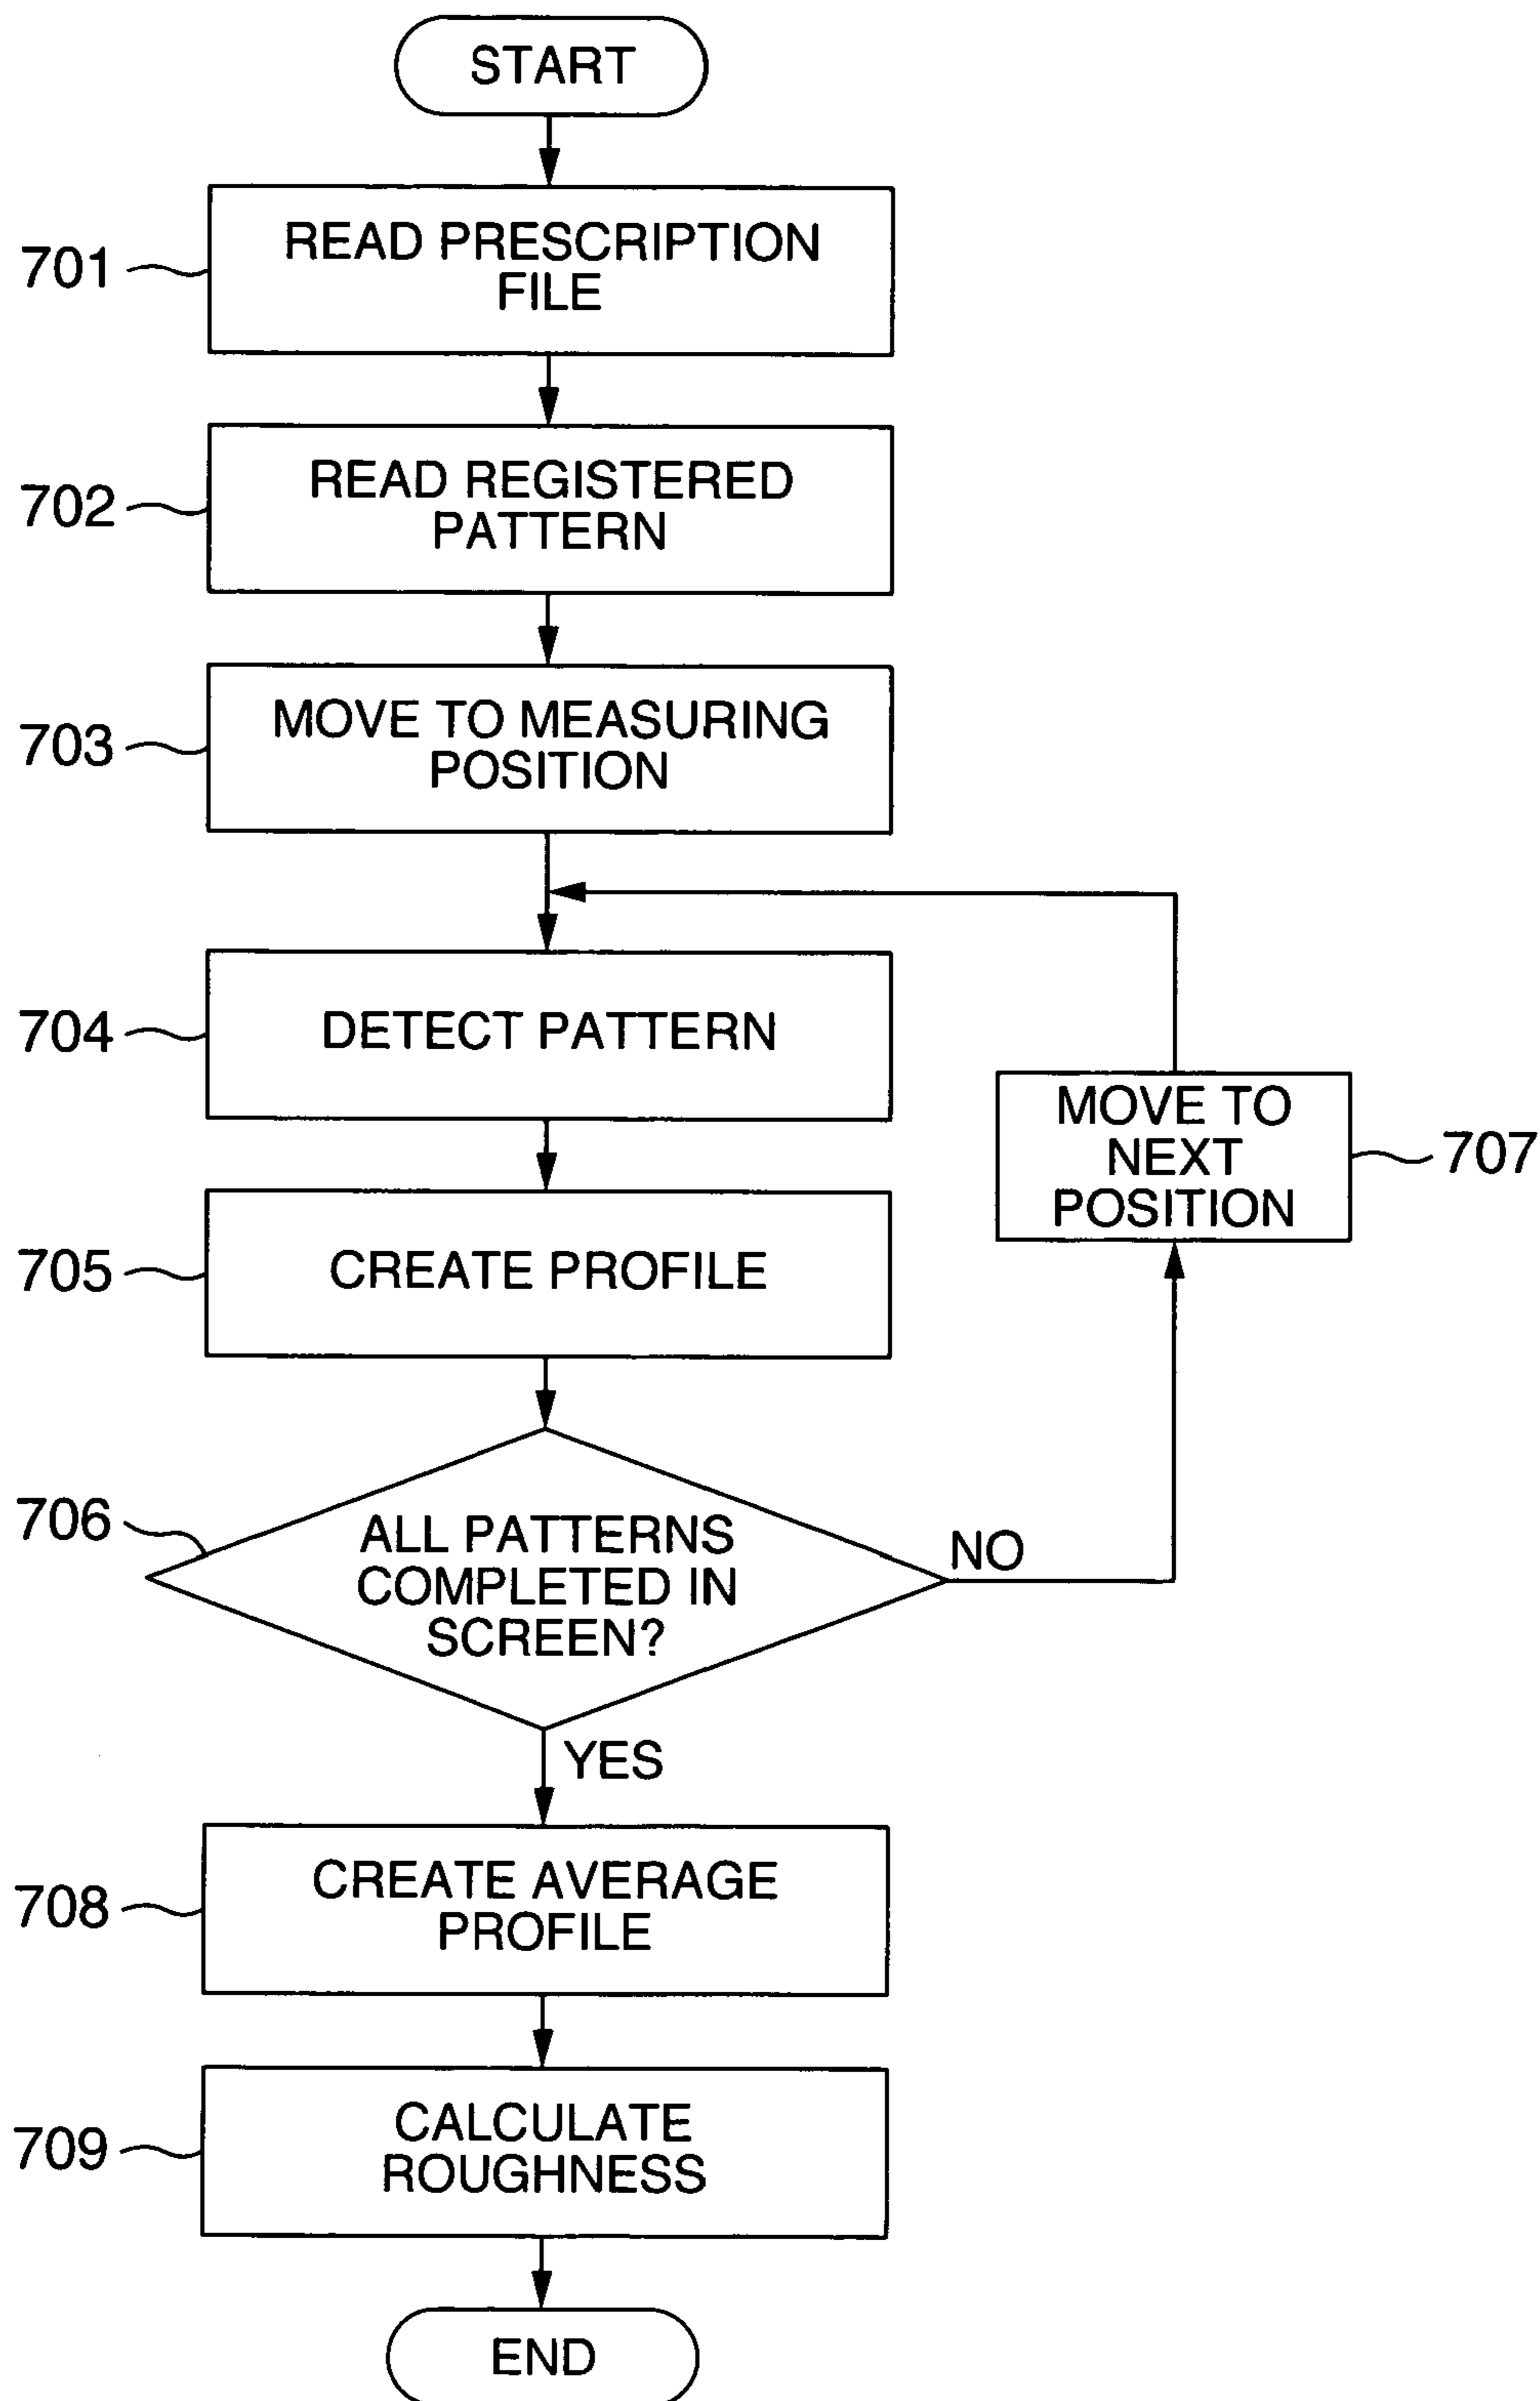 START
701
READ PRESCRIPTION
FILE
702
READ REGISTERED
PATTERN
703
MOVE TO MEASURING
POSITION
704
DETECT PATTERN
MOVE TO
NEXT
POSITION
707
705
CREATE PROFILE
706
ALL PATTERNS
COMPLETED IN
SCREEN?
NO
YES
708
CREATE AVERAGE
PROFILE
709
CALCULATE
ROUGHNESS
END